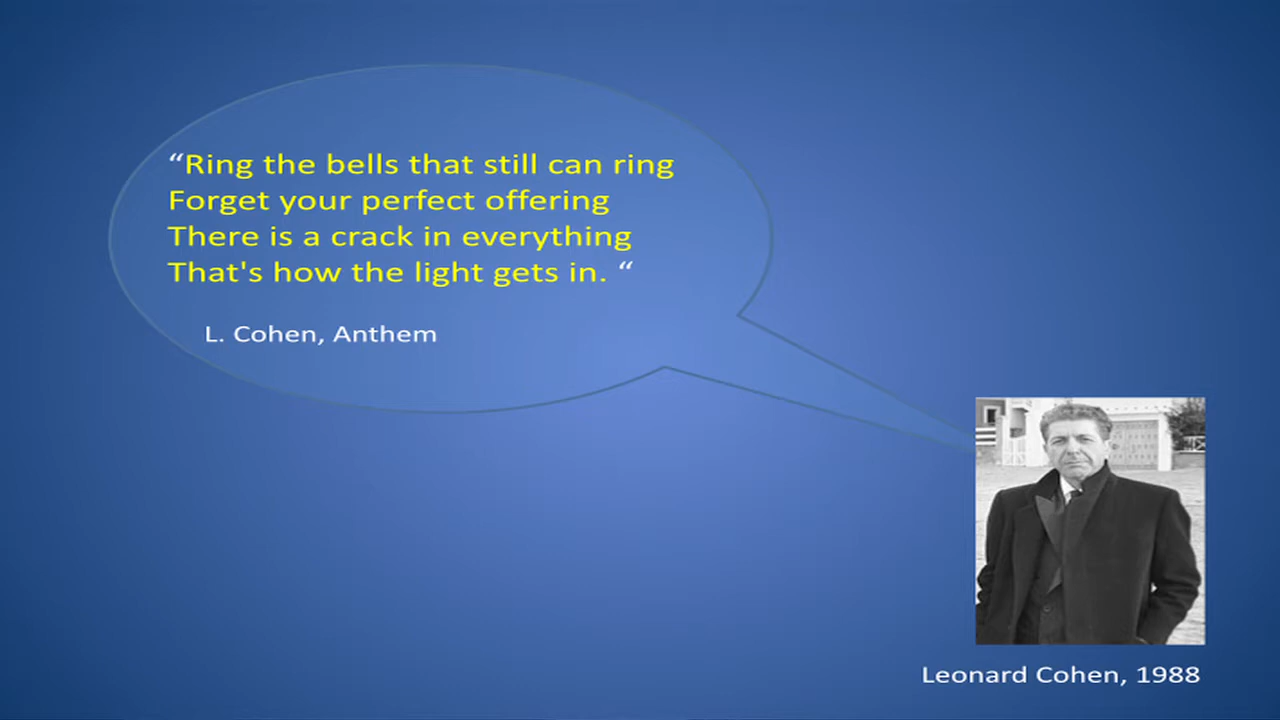 “Ring the bells that still can ring
Forget your perfect offering
There is a crack in everything
That's how the light gets in. “
L. Cohen, Anthem
Leonard Cohen, 1988